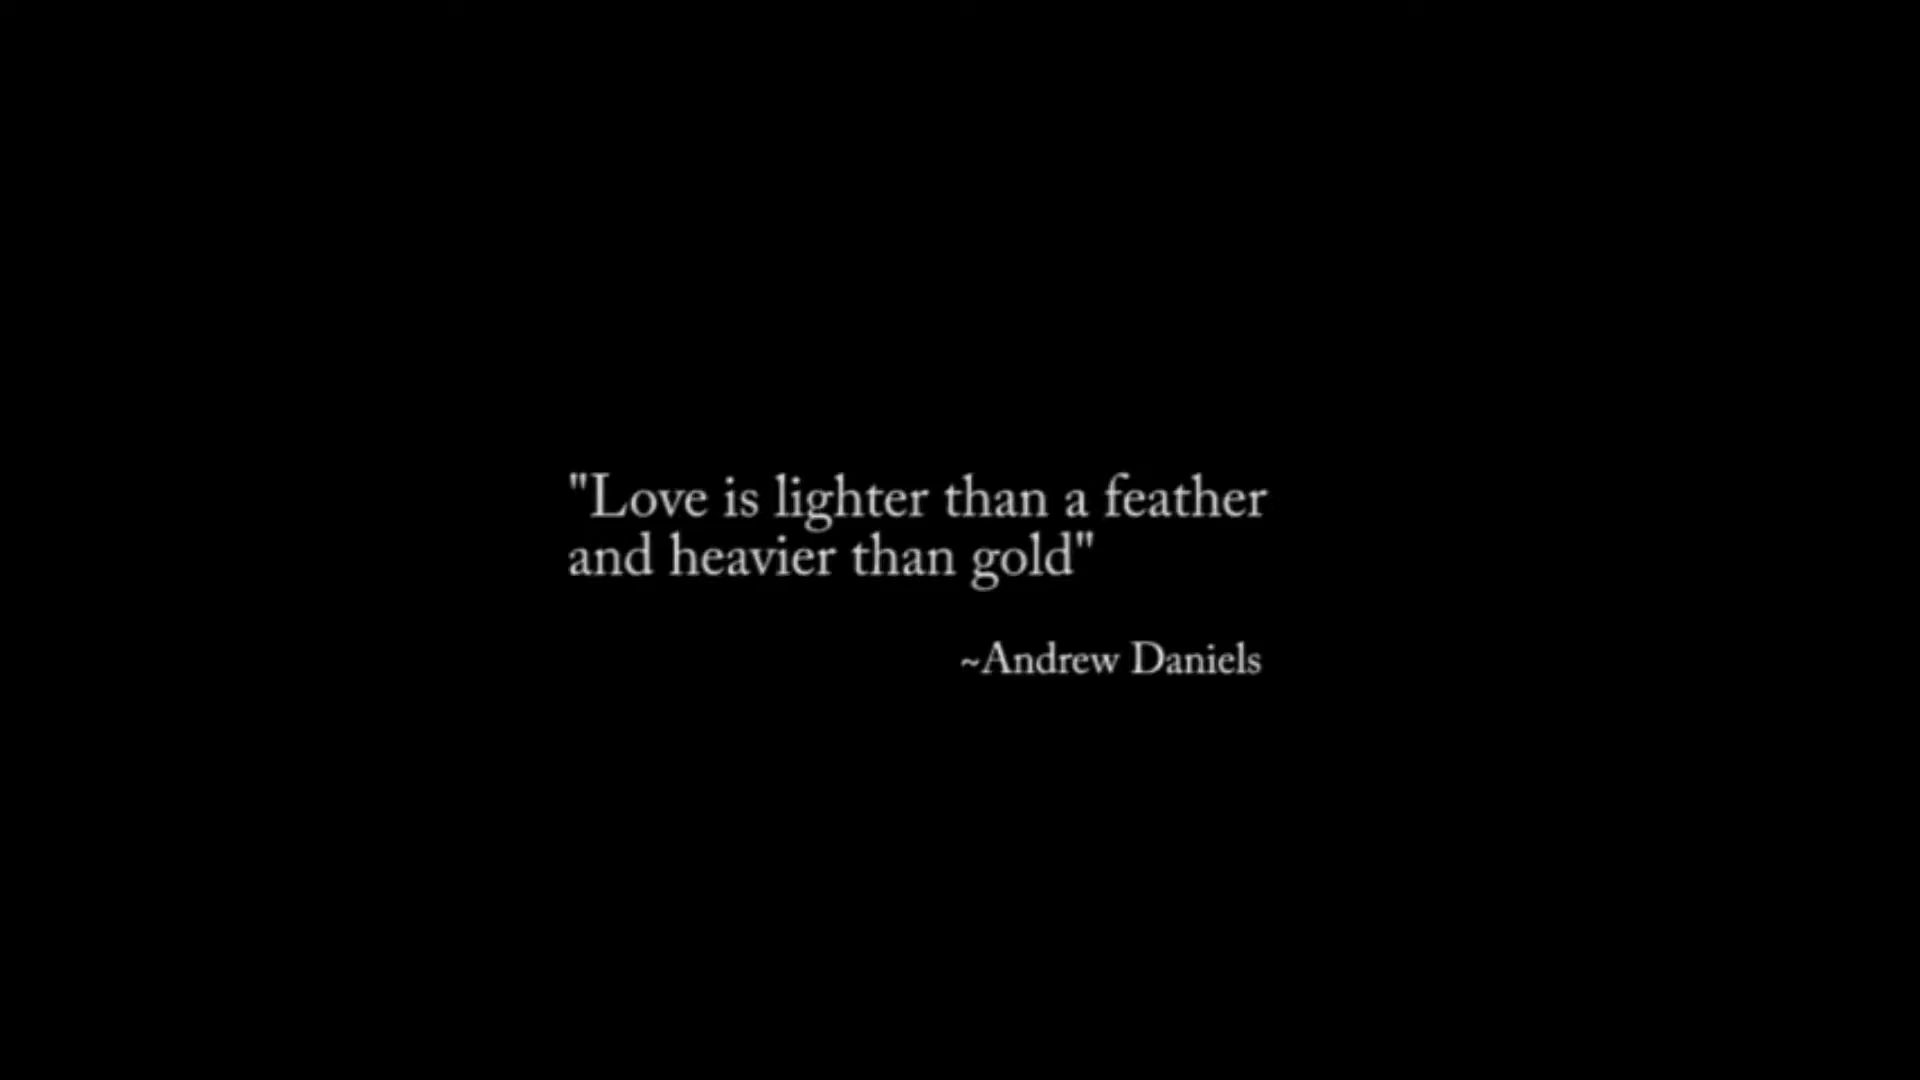 "Love is lighter than a feather
and heavier than gold"
~Andrew Daniels